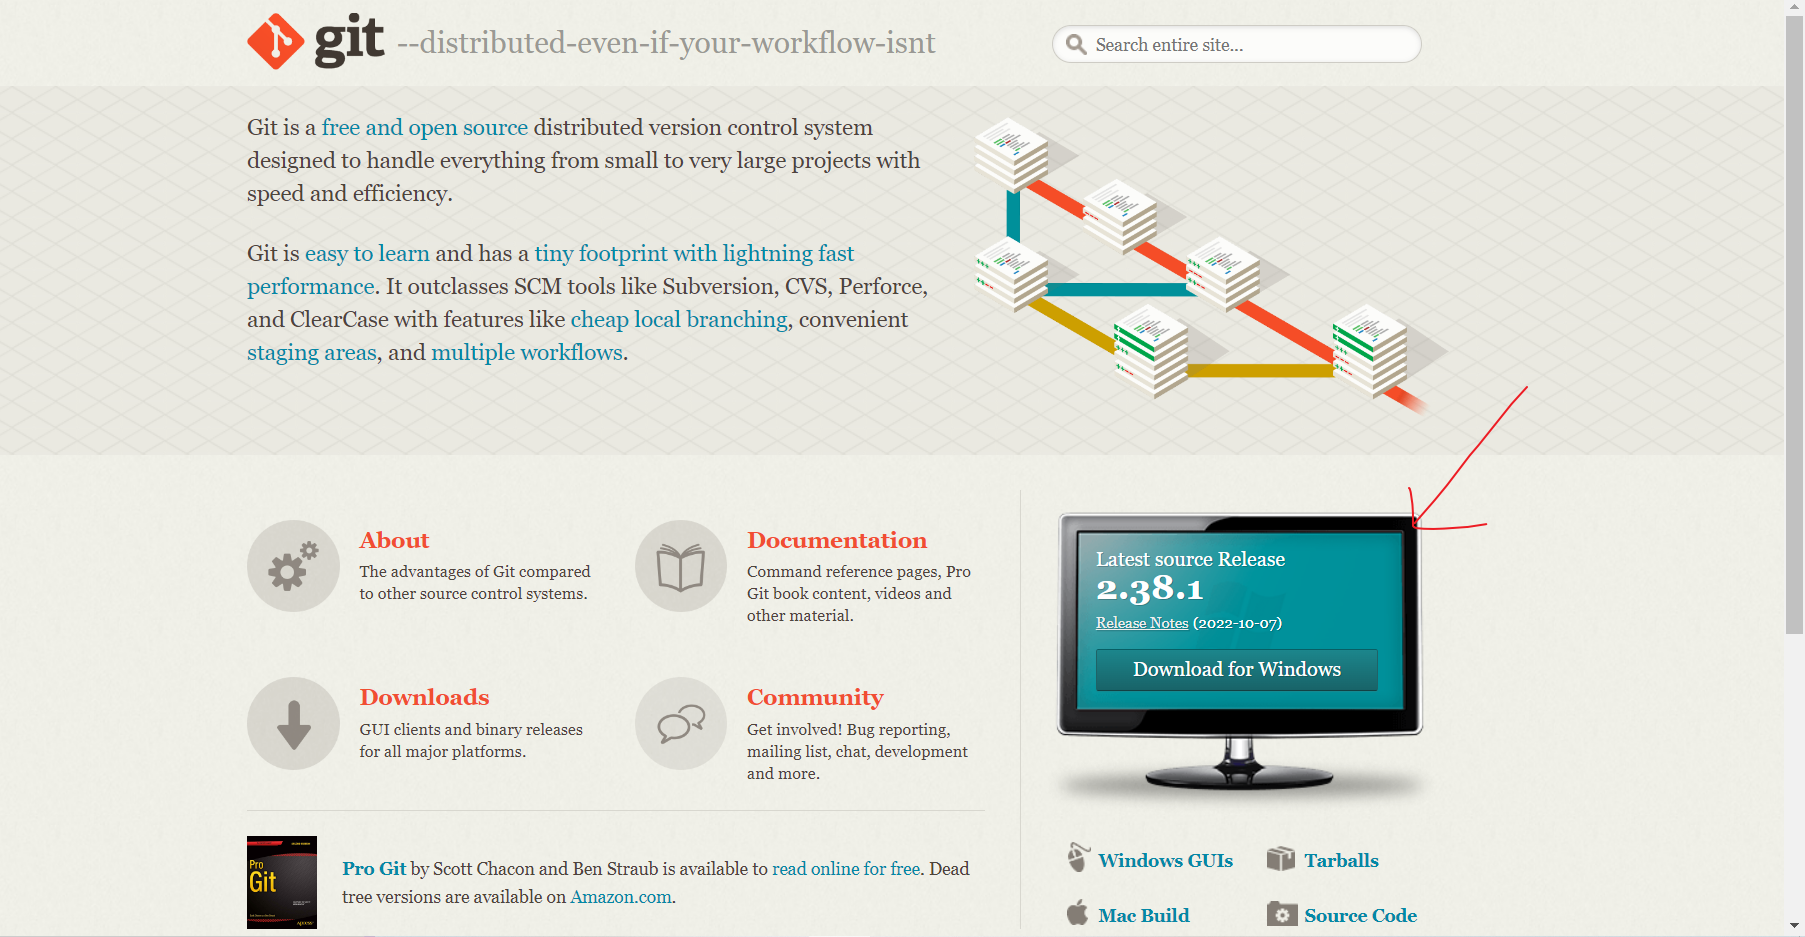 git --distributed-even-if-your-workflow-isnt
Search entire site...
Git is a free and open source distributed version control system
designed to handle everything from small to very large projects with
speed and efficiency.
Git is easy to learn and has a tiny footprint with lightning fast
performance. It outclasses SCM tools like Subversion, CVS, Perforce,
and ClearCase with features like cheap local branching, convenient
staging areas, and multiple workflows.
About
The advantages of Git compared
to other source control systems.
Documentation
Command reference pages, Pro
Git book content, videos and
other material.
Downloads
GUI clients and binary releases
for all major platforms.
Community
Get involved! Bug reporting,
mailing list, chat, development
and more.
Pro
Git
Pro Git by Scott Chacon and Ben Straub is available to read online for free. Dead
tree versions are available on Amazon.com.
Latest source Release
2.38.1
Release Notes (2022-10-07)
Download for Windows
Windows GUIs
Tarballs
Mac Build
Source Code